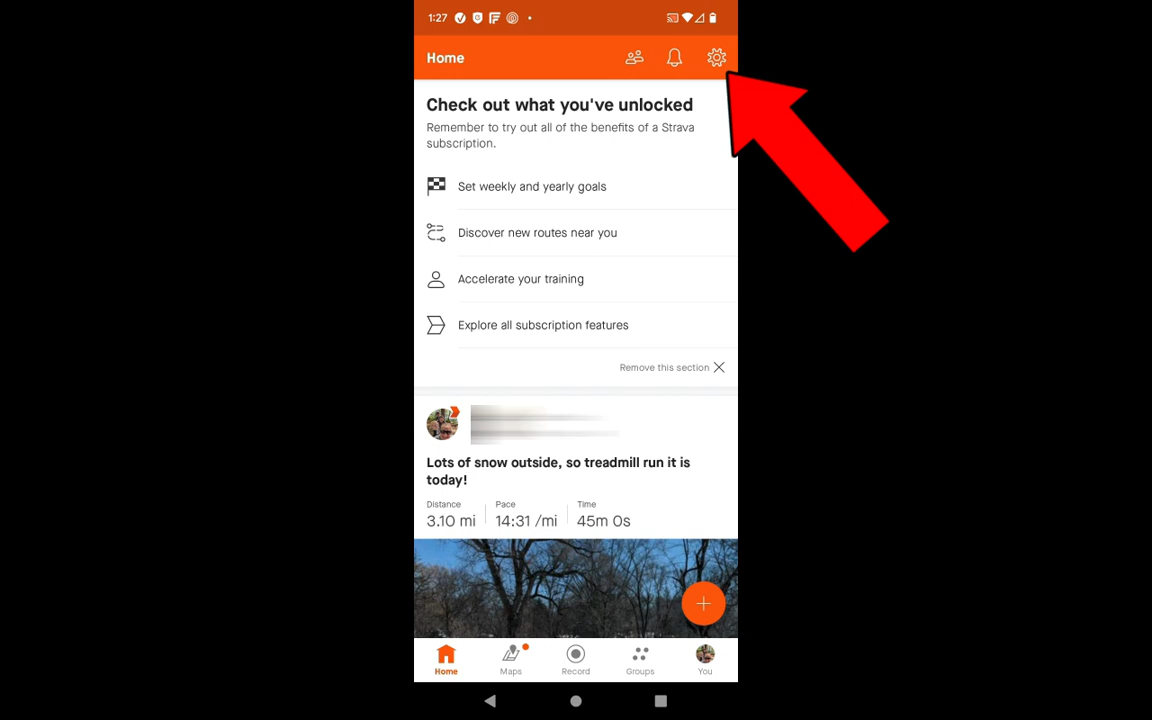 1:27
Home
Check out what you've unlocked
Remember to try out all of the benefits of a Strava
subscription.
Set weekly and yearly goals
Discover new routes near you
Accelerate your training
Explore all subscription features
Remove this section
Lots of snow outside, so treadmill run it is
today!
Distance Pace Time
3.10 mi 14:31 /mi 45m 0s
Home Maps Record Groups You